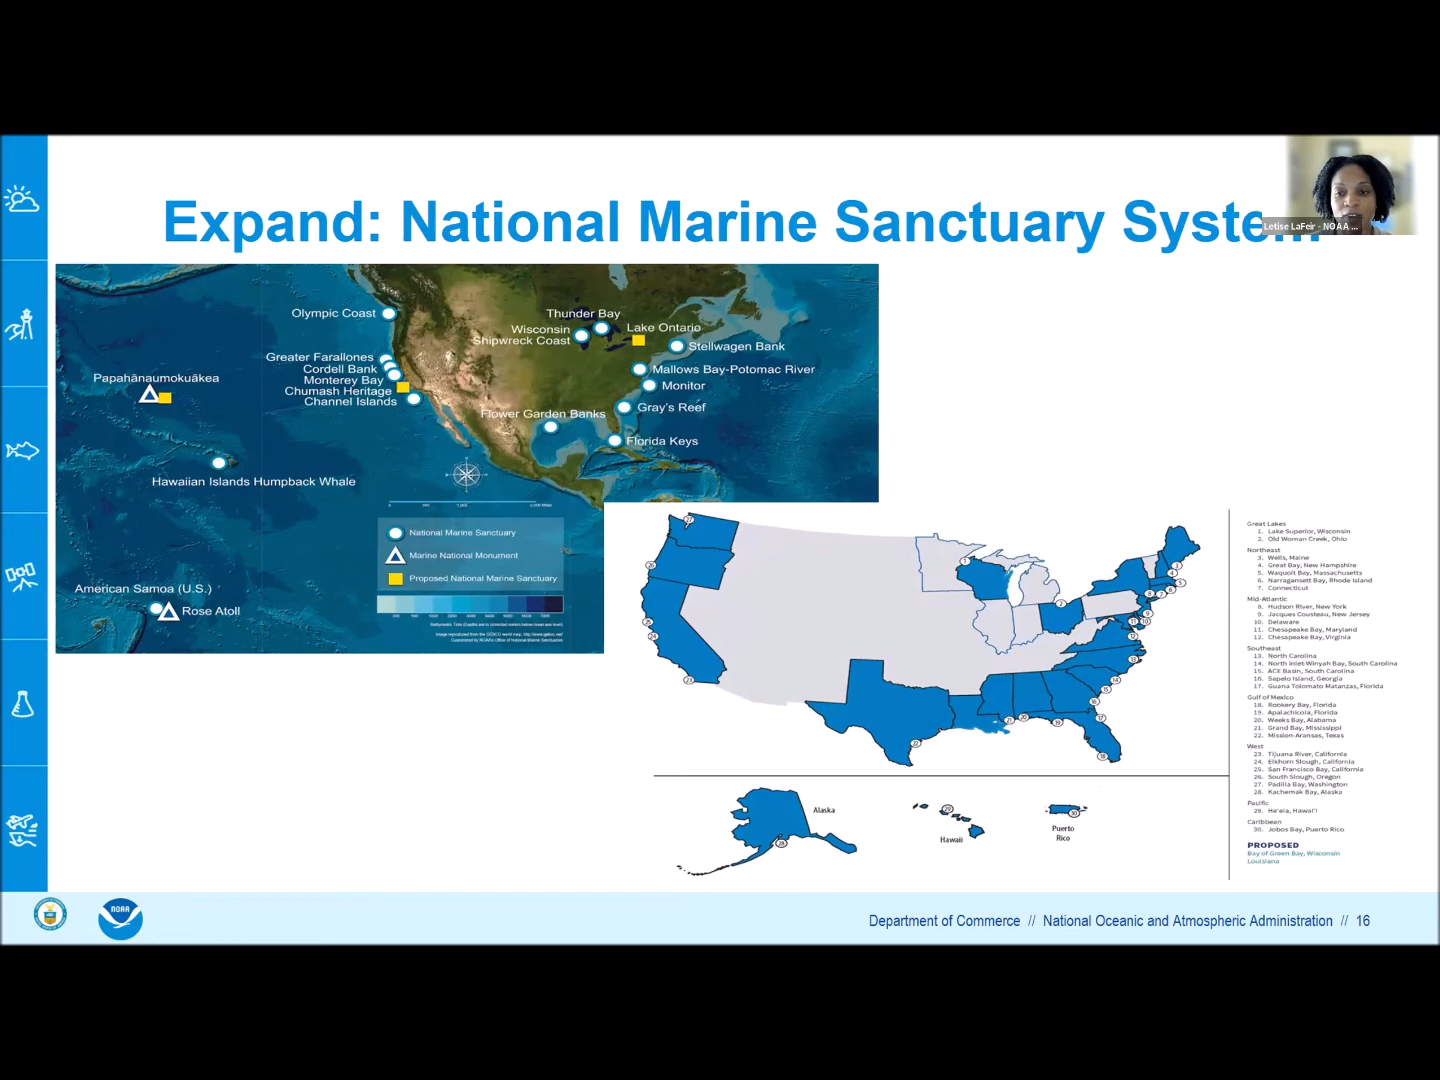 Expand: National Marine Sanctuary System
Letise LaFeir - NOAA ...
Olympic Coast
Thunder Bay
Wisconsin
Shipwreck Coast
Lake Ontario
Stellwagen Bank
Greater Farallones
Cordell Bank
Monterey Bay
Chumash Heritage
Channel Islands
Mallows Bay-Potomac River
Monitor
Papahānaumokuākea
Flower Garden Banks
Gray's Reef
Florida Keys
Hawaiian Islands Humpback Whale
National Marine Sanctuary
Marine National Monument
Proposed National Marine Sanctuary
American Samoa (U.S.)
Rose Atoll
Alaska
Hawaii
Puerto
Rico
Great Lakes
1. Lake Superior, Wisconsin
2. Old Woman Creek, Ohio
Northeast
3. Wells, Maine
4. Great Bay, New Hampshire
5. Waquoit Bay, Massachusetts
6. Narragansett Bay, Rhode Island
7. Connecticut
Mid-Atlantic
8. Hudson River, New York
9. Jacques Cousteau, New Jersey
10. Delaware
11. Chesapeake Bay, Maryland
12. Chesapeake Bay, Virginia
Southeast
13. North Carolina
14. North Inlet-Winyah Bay, South Carolina
15. ACE Basin, South Carolina
16. Sapelo Island, Georgia
17. Guana Tolomato Matanzas, Florida
Gulf of Mexico
18. Rookery Bay, Florida
19. Apalachicola, Florida
20. Weeks Bay, Alabama
21. Grand Bay, Mississippi
22. Mission-Aransas, Texas
West
23. Tijuana River, California
24. Elkhorn Slough, California
25. San Francisco Bay, California
26. South Slough, Oregon
27. Padilla Bay, Washington
28. Kachemak Bay, Alaska
Pacific
29. He'eia, Hawai'i
Caribbean
30. Jobos Bay, Puerto Rico
PROPOSED
Bay of Green Bay, Wisconsin
Louisiana
NOAA
Department of Commerce // National Oceanic and Atmospheric Administration // 16